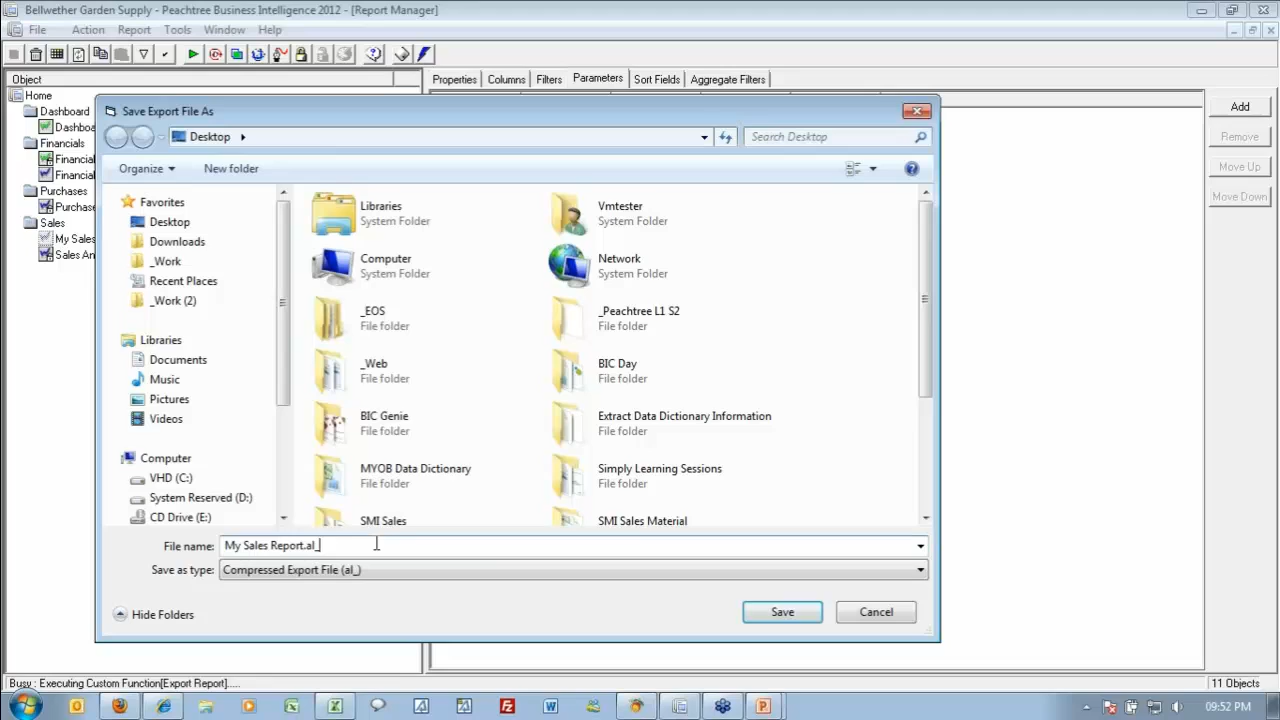 Bellwether Garden Supply - Peachtree Business Intelligence 2012 - [Report Manager]
File Action Report Tools Window Help
Object
Properties Columns Filters Parameters Sort Fields Aggregate Filters
Home
Dashboard
Dashboa
Financials
Financial
Financial
Purchases
Purchase
Sales
My Sales
Sales An
Add
Remove
Move Up
Move Down
Save Export File As
Desktop
Search Desktop
Organize
New folder
Favorites
Desktop
Downloads
_Work
Recent Places
_Work (2)
Libraries
Documents
Music
Pictures
Videos
Computer
VHD (C:)
System Reserved (D:)
CD Drive (E:)
Libraries
System Folder
Vmtester
System Folder
Computer
System Folder
Network
System Folder
_EOS
File folder
_Peachtree L1 S2
File folder
_Web
File folder
BIC Day
File folder
BIC Genie
File folder
Extract Data Dictionary Information
File folder
MYOB Data Dictionary
File folder
Simply Learning Sessions
File folder
SMI Sales
SMI Sales Material
File name: My Sales Report.al_
Save as type: Compressed Export File (al_)
Hide Folders
Save
Cancel
Busy : Executing Custom Function[Export Report].....
11 Objects
09:52 PM